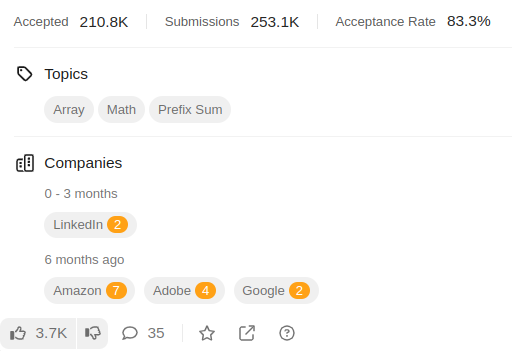 Accepted 210.8K Submissions 253.1K Acceptance Rate 83.3%
Topics
Array Math Prefix Sum
Companies
0 - 3 months
LinkedIn 2
6 months ago
Amazon 7 Adobe 4 Google 2
3.7K 35